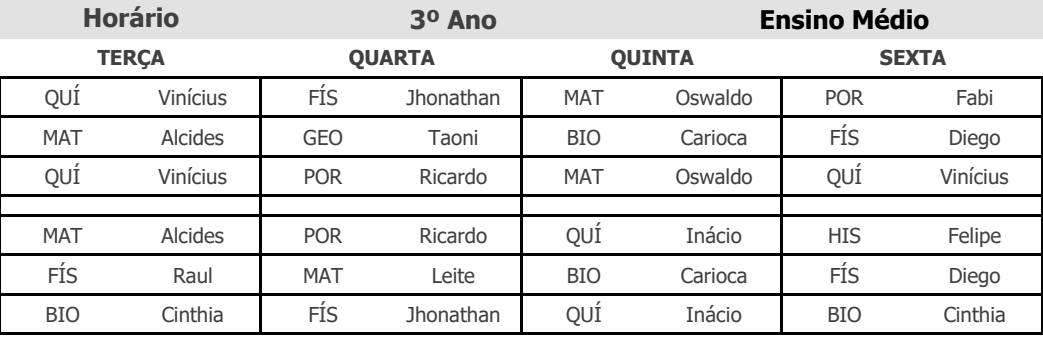 Horário 3º Ano Ensino Médio
TERÇA QUARTA QUINTA SEXTA
QUÍ Vinícius FÍS Jhonathan MAT Oswaldo POR Fabi
MAT Alcides GEO Taoni BIO Carioca FÍS Diego
QUÍ Vinícius POR Ricardo MAT Oswaldo QUÍ Vinícius
MAT Alcides POR Ricardo QUÍ Inácio HIS Felipe
FÍS Raul MAT Leite BIO Carioca FÍS Diego
BIO Cinthia FÍS Jhonathan QUÍ Inácio BIO Cinthia